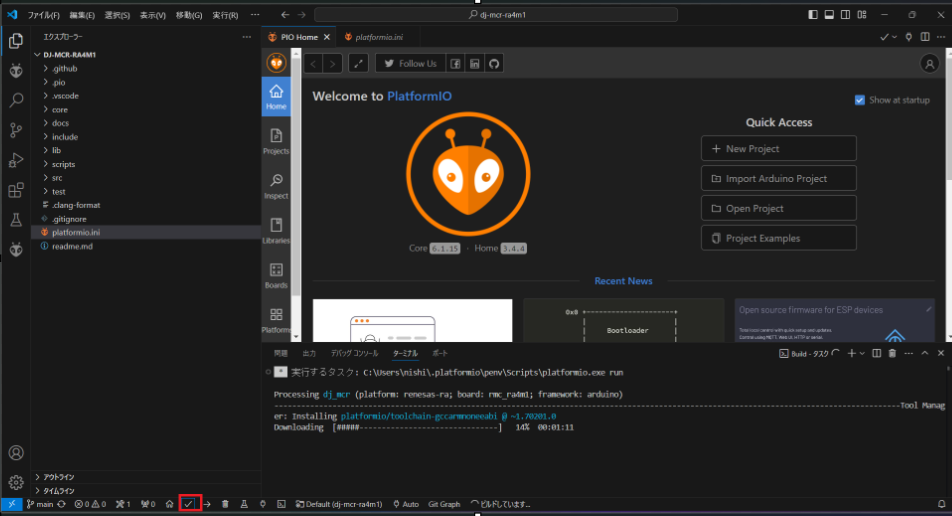 ファイル(F) 編集(E) 選択(S) 表示(V) 移動(G) 実行(R) ··· dj-mcr-ra4m1
エクスプローラー ···
DJ-MCR-RA4M1
.github
.pio
.vscode
core
docs
include
lib
scripts
src
test
.clang-format
.gitignore
platformio.ini
readme.md
アウトライン
タイムライン
PIO Home platformio.ini
Follow Us
Home
Projects
Inspect
Libraries
Boards
Platforms
Welcome to PlatformIO
Show at startup
Core 6.1.15 · Home 3.4.4
Quick Access
New Project
Import Arduino Project
Open Project
Project Examples
Recent News
0x0
Bootloader
Open source firmware for ESP devices
Control using MQTT, Web UI, HTTP or serial.
問題 出力 デバッグ コンソール ターミナル ポート
Build - タスク
* 実行するタスク: C:\Users\nishi\.platformio\penv\Scripts\platformio.exe run
Processing dj_mcr (platform: renesas-ra; board: rmc_ra4m1; framework: arduino)
--------------------------------------------------Tool Manag
er: Installing platformio/toolchain-gccarmnoneeabi @ ~1.70201.0
Downloading [#####-------------------------------] 14% 00:01:11
main 0 0 1 0 Default (dj-mcr-ra4m1) Auto Git Graph ビルドしています...